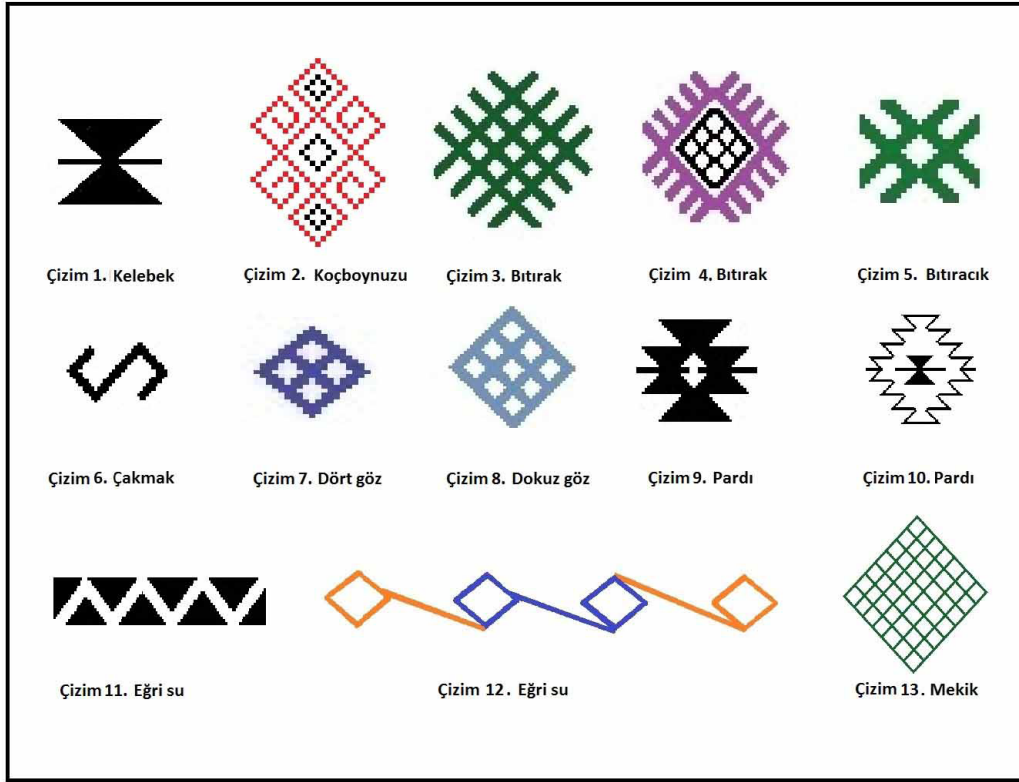 Çizim 1. Kelebek
Çizim 2. Koçboynuzu
Çizim 3. Bıtırak
Çizim 4. Bıtırak
Çizim 5. Bıtıracık
Çizim 6. Çakmak
Çizim 7. Dört göz
Çizim 8. Dokuz göz
Çizim 9. Pardı
Çizim 10. Pardı
Çizim 11. Eğri su
Çizim 12. Eğri su
Çizim 13. Mekik